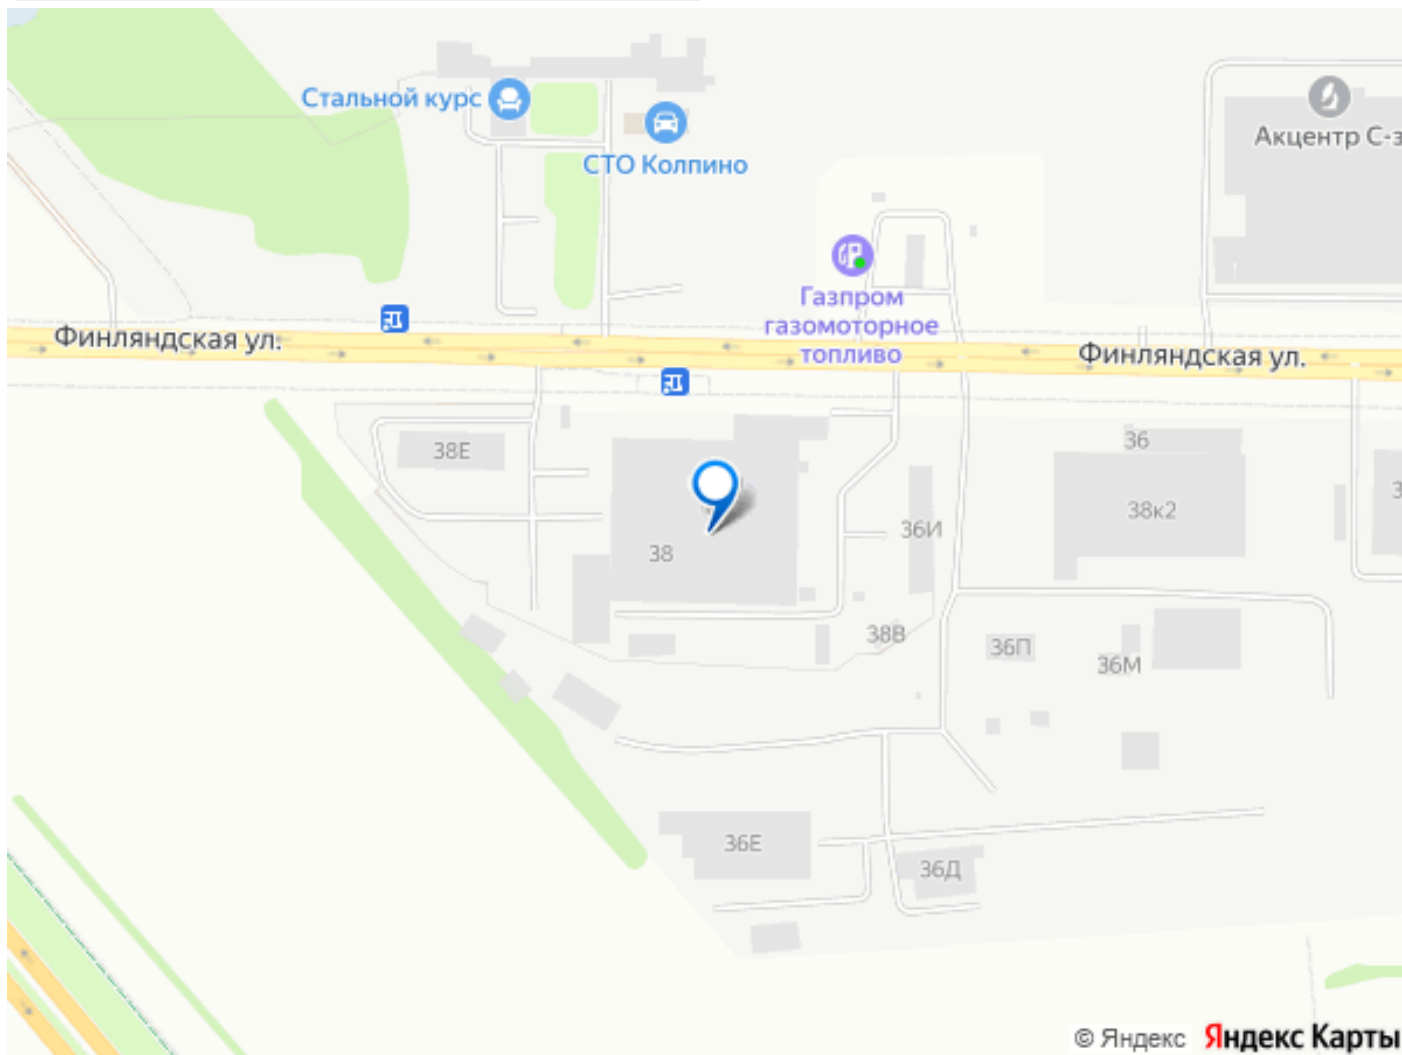 Стальной курс
СТО Колпино
Акцентр С-з
Газпром
газомоторное
топливо
Финляндская ул.
Финляндская ул.
38Е
36
38к2
36И
38
38В
36П
36М
36Е
36Д
© Яндекс Яндекс Карты